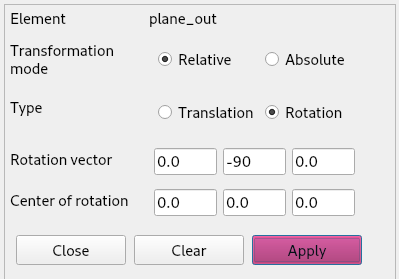 Element plane_out
Transformation mode Relative Absolute
Type Translation Rotation
Rotation vector 0.0 -90 0.0
Center of rotation 0.0 0.0 0.0
Close Clear Apply